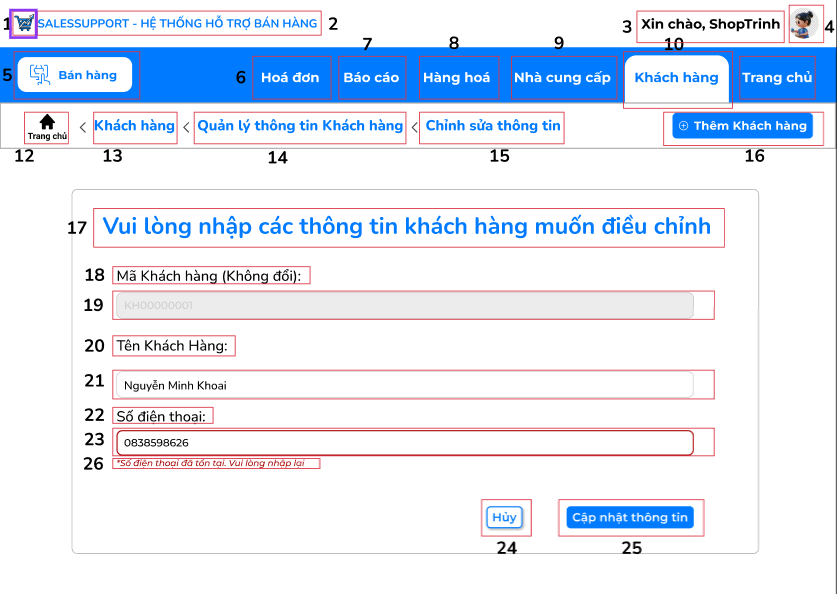 1 SALESSUPPORT - HỆ THỐNG HỖ TRỢ BÁN HÀNG 2
3 Xin chào, ShopTrinh 4
7 8 9 10
5 Bán hàng 6 Hoá đơn Báo cáo Hàng hoá Nhà cung cấp Khách hàng Trang chủ
Trang chủ < Khách hàng < Quản lý thông tin Khách hàng < Chỉnh sửa thông tin Thêm Khách hàng
12 13 14 15 16
17 Vui lòng nhập các thông tin khách hàng muốn điều chỉnh
18 Mã Khách hàng (Không đổi):
19 KH00000001
20 Tên Khách Hàng:
21 Nguyễn Minh Khoai
22 Số điện thoại:
23 0838598626
26 *Số điện thoại đã tồn tại. Vui lòng nhập lại
Hủy Cập nhật thông tin
24 25